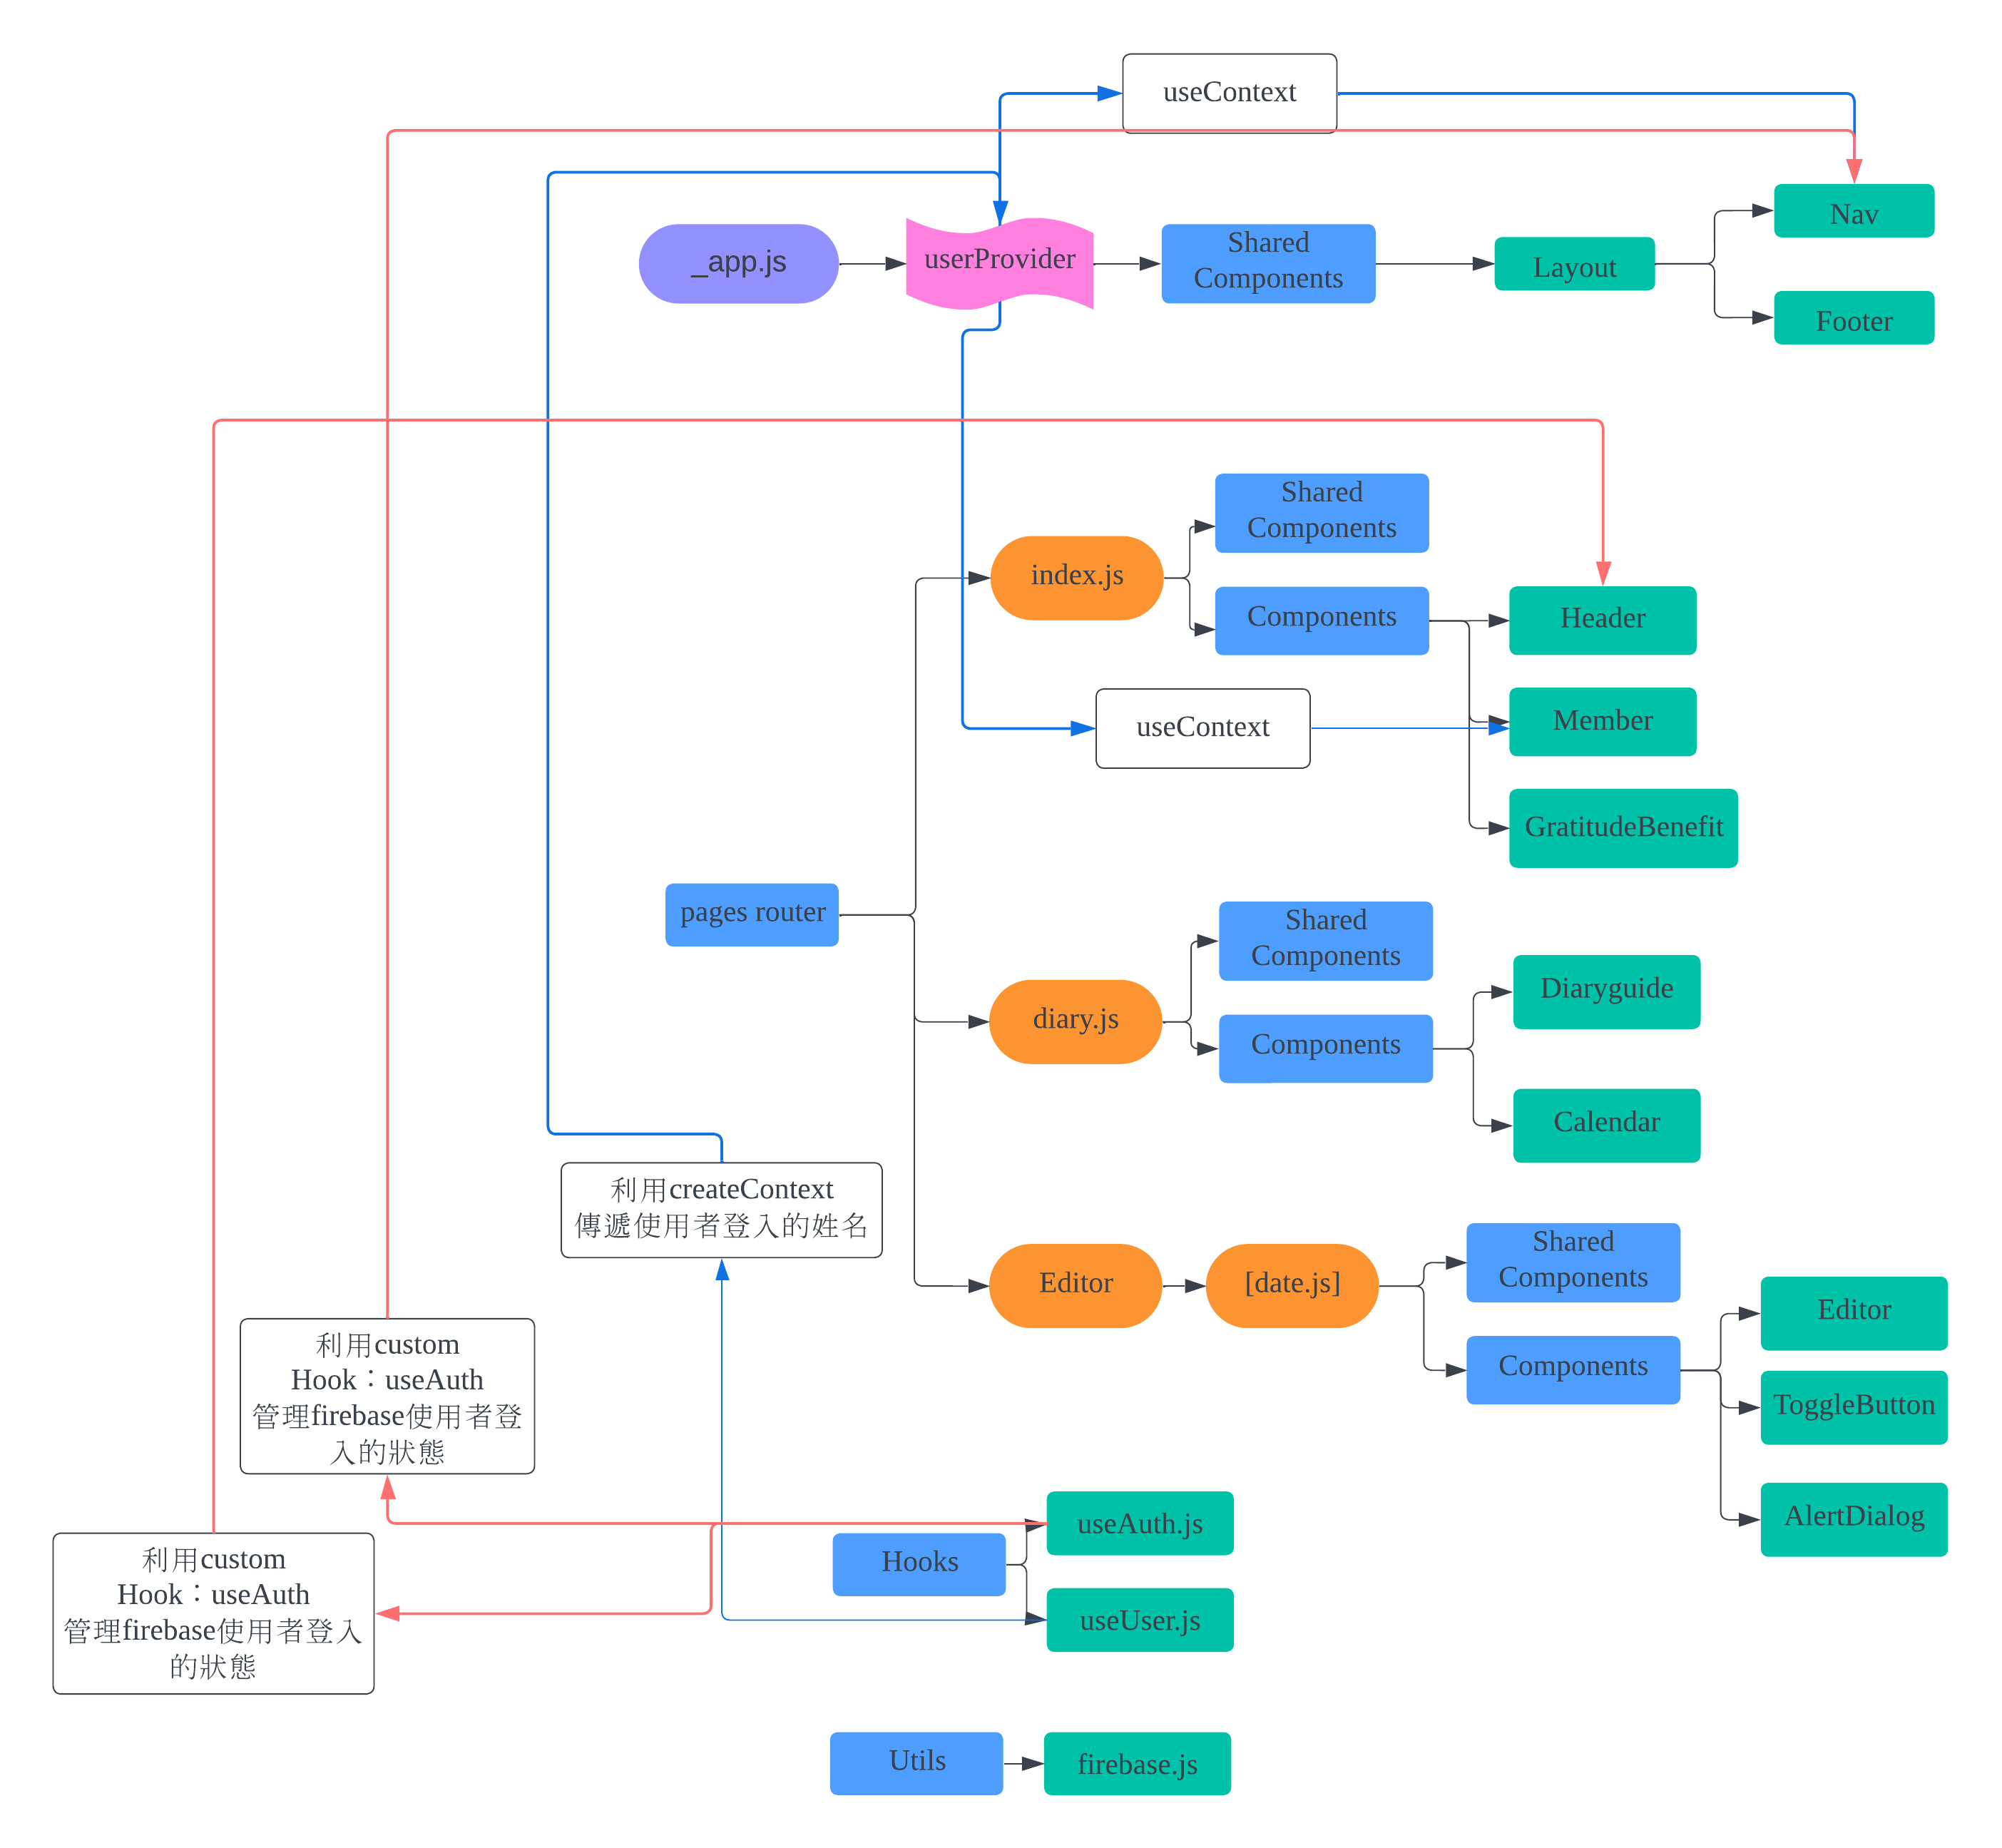 useContext
_app.js
userProvider
Shared
Components
Layout
Nav
Footer
Shared
Components
index.js
Components
Header
useContext
Member
GratitudeBenefit
pages router
Shared
Components
diary.js
Components
Diaryguide
Calendar
利用createContext
傳遞使用者登入的姓名
Editor
[date.js]
Shared
Components
Components
Editor
ToggleButton
AlertDialog
利用custom
Hook：useAuth
管理firebase使用者登
入的狀態
利用custom
Hook：useAuth
管理firebase使用者登入
的狀態
Hooks
useAuth.js
useUser.js
Utils
firebase.js